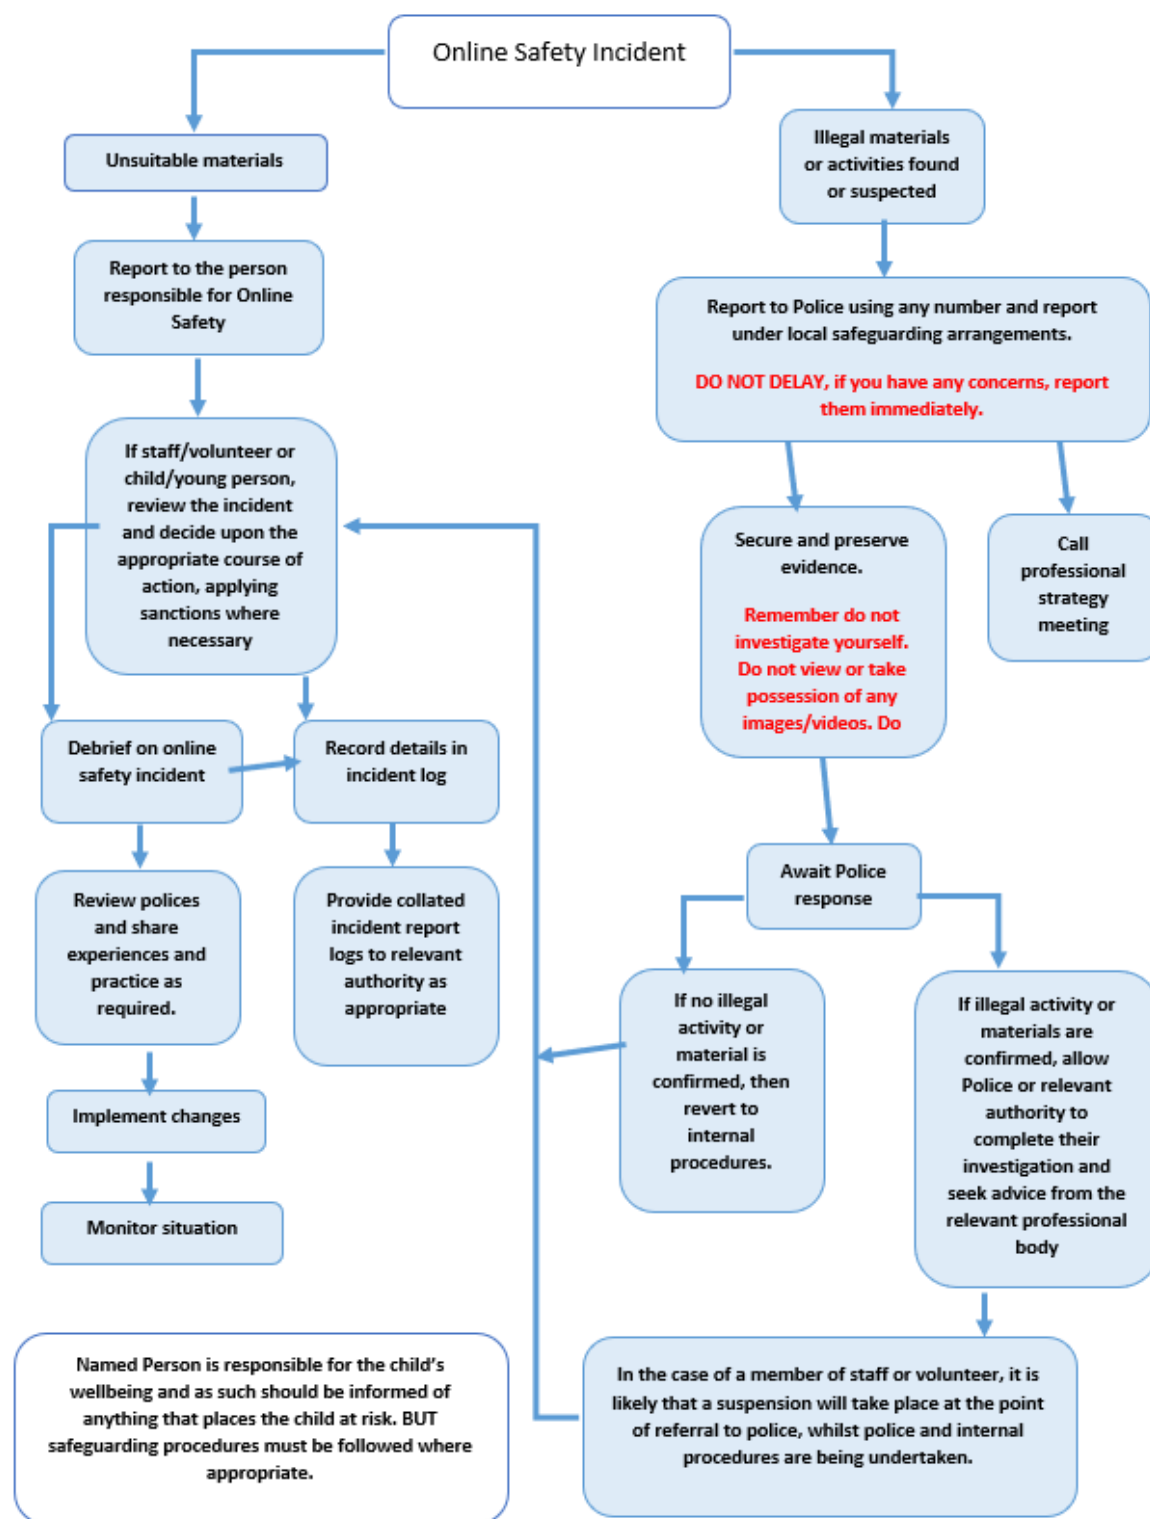 Online Safety Incident
Unsuitable materials
Report to the person
responsible for Online
Safety
If staff/volunteer or
child/young person,
review the incident
and decide upon the
appropriate course of
action, applying
sanctions where
necessary
Debrief on online
safety incident
Record details in
incident log
Review polices
and share
experiences and
practice as
required.
Provide collated
incident report
logs to relevant
authority as
appropriate
Implement changes
Monitor situation
Illegal materials
or activities found
or suspected
Report to Police using any number and report
under local safeguarding arrangements.
DO NOT DELAY, if you have any concerns, report
them immediately.
Secure and preserve
evidence.
Remember do not
investigate yourself.
Do not view or take
possession of any
images/videos. Do
Call
professional
strategy
meeting
Await Police
response
If no illegal
activity or
material is
confirmed, then
revert to
internal
procedures.
If illegal activity or
materials are
confirmed, allow
Police or relevant
authority to
complete their
investigation and
seek advice from the
relevant professional
body
In the case of a member of staff or volunteer, it is
likely that a suspension will take place at the point
of referral to police, whilst police and internal
procedures are being undertaken.
Named Person is responsible for the child’s
wellbeing and as such should be informed of
anything that places the child at risk. BUT
safeguarding procedures must be followed where
appropriate.